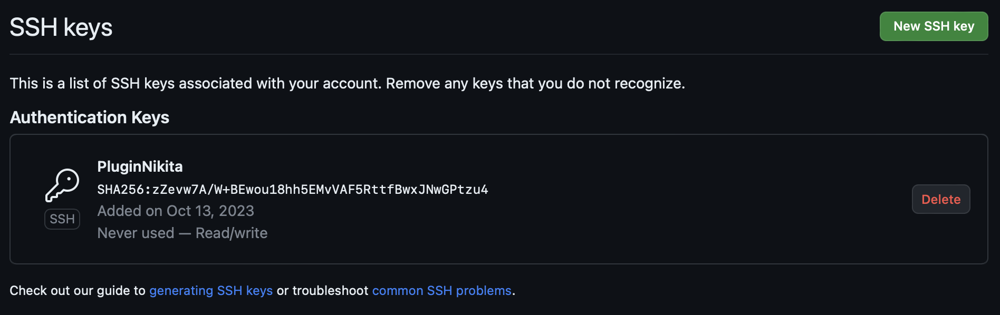 SSH keys
New SSH key
This is a list of SSH keys associated with your account. Remove any keys that you do not recognize.
Authentication Keys
PluginNikita
SHA256:zZevw7A/W+BEwou18hh5EMvVAF5RttfBwxJNwGPtzu4
Added on Oct 13, 2023
Never used — Read/write
SSH
Delete
Check out our guide to generating SSH keys or troubleshoot common SSH problems.